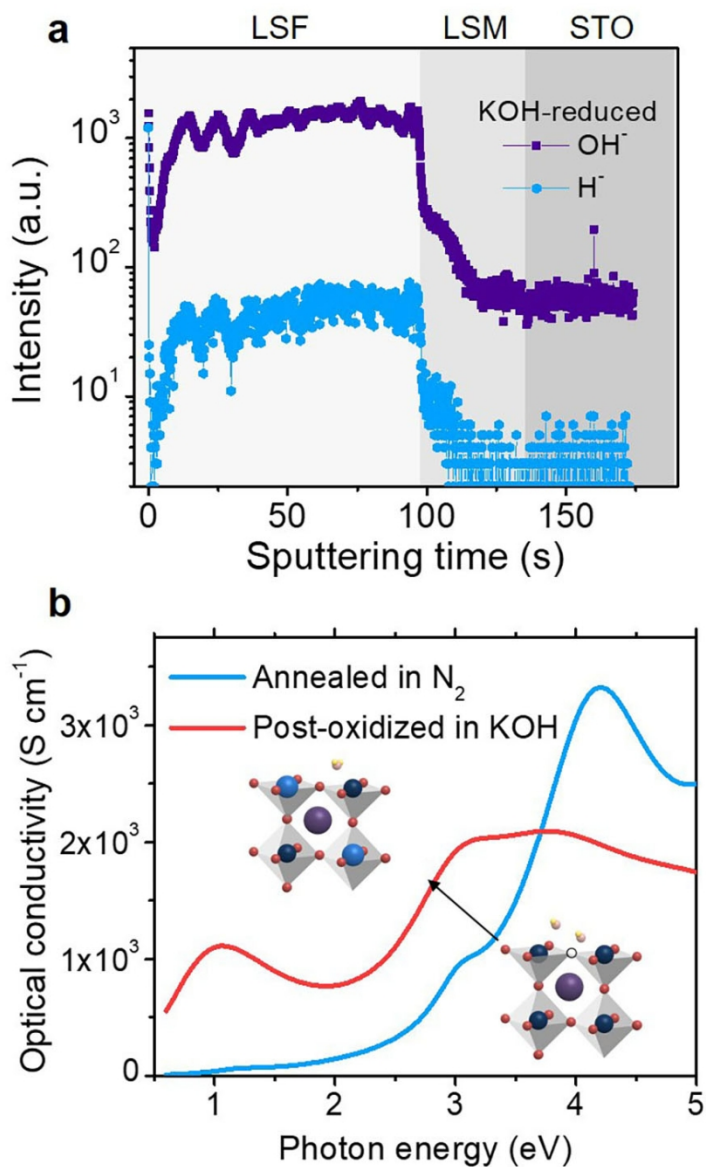 a
LSF LSM STO
KOH-reduced
OH⁻
H⁻
10³
10²
10¹
Intensity (a.u.)
0 50 100 150
Sputtering time (s)
b
Annealed in N₂
Post-oxidized in KOH
3x10³
2x10³
1x10³
0
Optical conductivity (S cm⁻¹)
1 2 3 4 5
Photon energy (eV)